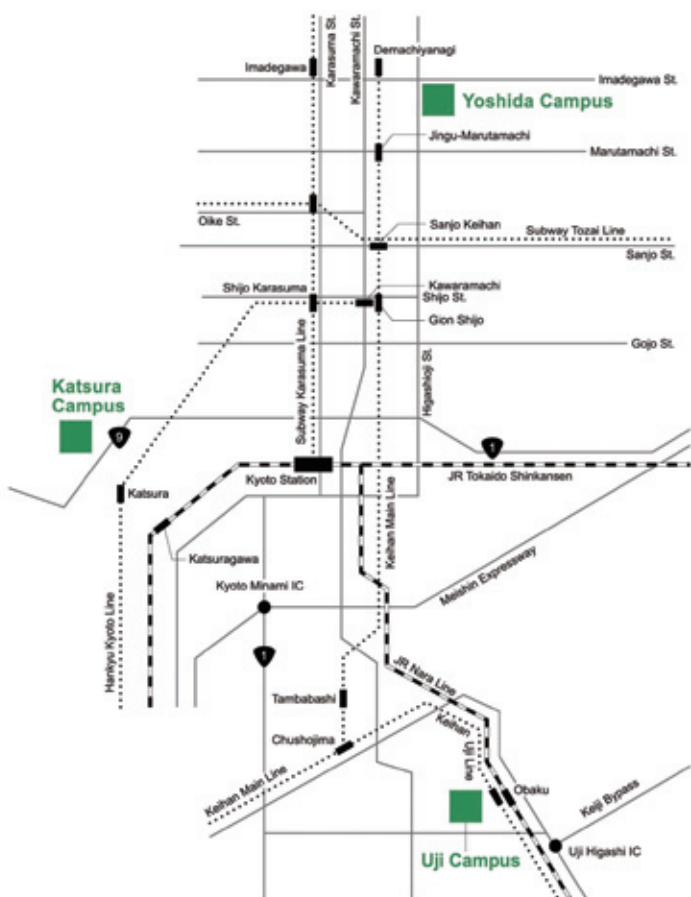 Karasuma St.
Kawaramachi St.
Demachiyanagi
Imadegawa
Imadegawa St.
Yoshida Campus
Jingu-Marutamachi
Marutamachi St.
Oike St.
Sanjo Keihan
Subway Tozai Line
Sanjo St.
Shijo Karasuma
Kawaramachi
Shijo St.
Gion Shijo
Gojo St.
Subway Karasuma Line
Higashioji St.
Katsura
Campus
9
1
Kyoto Station
JR Tokaido Shinkansen
Katsura
Keihan Main Line
Katsuragawa
Meishin Expressway
Kyoto Minami IC
Hankyu Kyoto Line
1
JR Nara Line
Tambabashi
Keihan
Uji Line
Chushojima
Keihan Main Line
Obaku
Keiji Bypass
Uji Campus
Uji Higashi IC